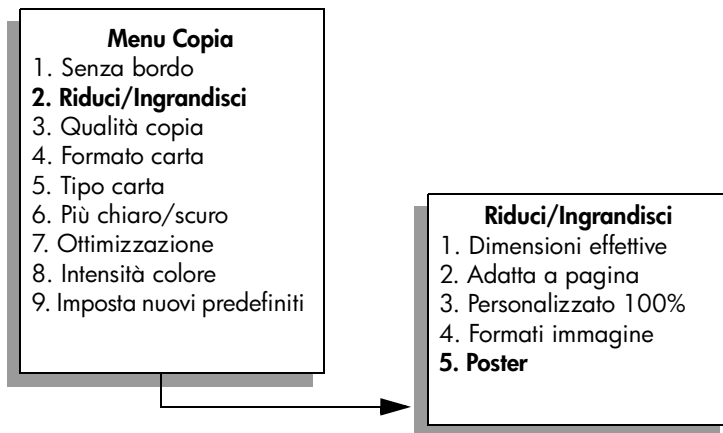 Menu Copia
1. Senza bordo
2. Riduci/Ingrandisci
3. Qualità copia
4. Formato carta
5. Tipo carta
6. Più chiaro/scuro
7. Ottimizzazione
8. Intensità colore
9. Imposta nuovi predefiniti
Riduci/Ingrandisci
1. Dimensioni effettive
2. Adatta a pagina
3. Personalizzato 100%
4. Formati immagine
5. Poster